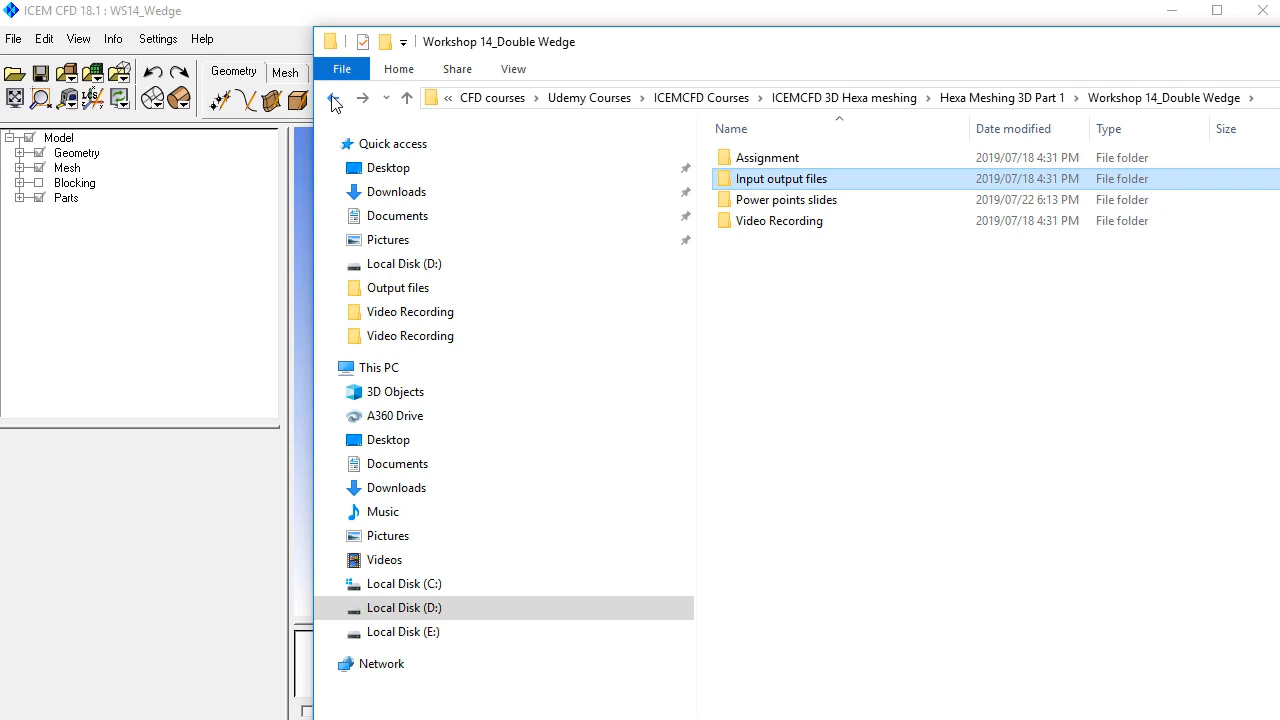 ICEM CFD 18.1 : WS14_Wedge
File Edit View Info Settings Help
Geometry Mesh
Model
Geometry
Mesh
Blocking
Parts
Workshop 14_Double Wedge
File Home Share View
« CFD courses › Udemy Courses › ICEMCFD Courses › ICEMCFD 3D Hexa meshing › Hexa Meshing 3D Part 1 › Workshop 14_Double Wedge ›
Quick access
Desktop
Downloads
Documents
Pictures
Local Disk (D:)
Output files
Video Recording
Video Recording
This PC
3D Objects
A360 Drive
Desktop
Documents
Downloads
Music
Pictures
Videos
Local Disk (C:)
Local Disk (D:)
Local Disk (E:)
Network
Name Date modified Type Size
Assignment 2019/07/18 4:31 PM File folder
Input output files 2019/07/18 4:31 PM File folder
Power points slides 2019/07/22 6:13 PM File folder
Video Recording 2019/07/18 4:31 PM File folder